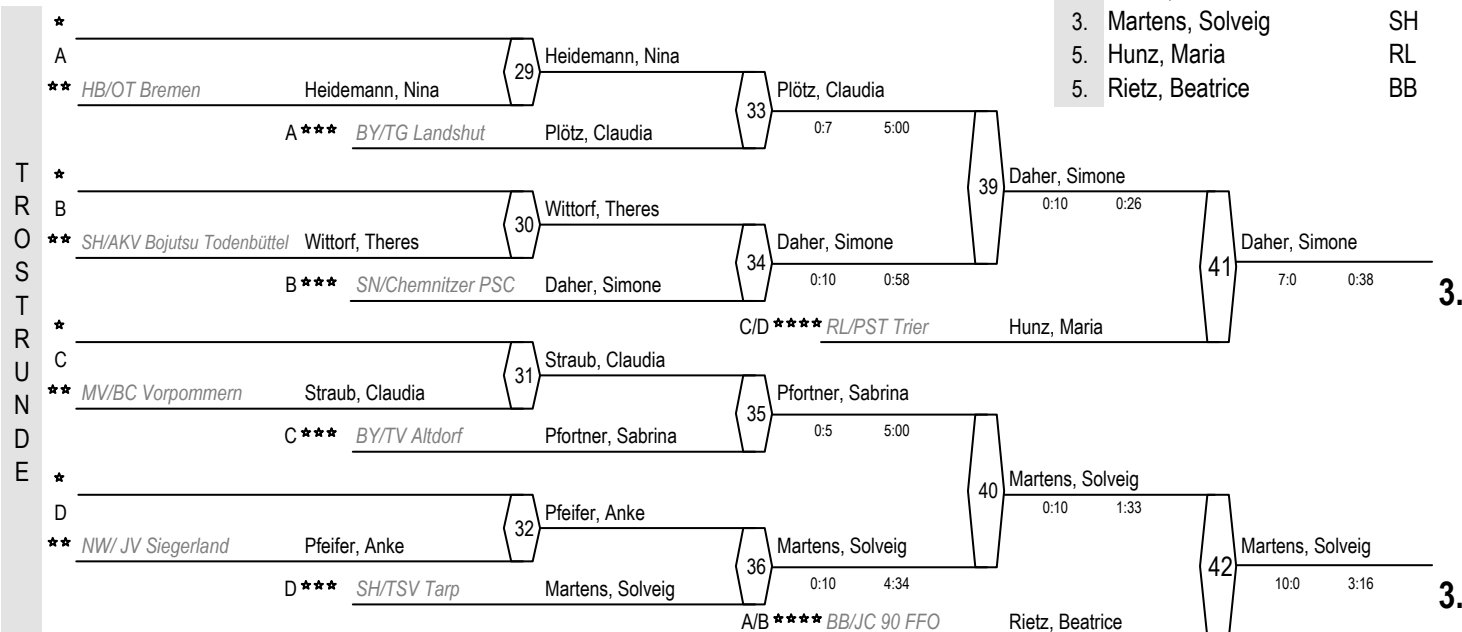 3. Martens, Solveig SH
5. Hunz, Maria RL
5. Rietz, Beatrice BB
TROSTRUNDE
A
29
Heidemann, Nina
HB/OT Bremen Heidemann, Nina
33
Plötz, Claudia
0:7 5:00
A BY/TG Landshut Plötz, Claudia
39
Daher, Simone
0:10 0:26
B
30
Wittorf, Theres
SH/AKV Bojutsu Todenbüttel Wittorf, Theres
34
Daher, Simone
0:10 0:58
B SN/Chemnitzer PSC Daher, Simone
41
Daher, Simone
7:0 0:38
3.
C/D RL/PST Trier Hunz, Maria
C
31
Straub, Claudia
MV/BC Vorpommern Straub, Claudia
35
Pfortner, Sabrina
0:5 5:00
C BY/TV Altdorf Pfortner, Sabrina
40
Martens, Solveig
0:10 1:33
D
32
Pfeifer, Anke
NW/ JV Siegerland Pfeifer, Anke
36
Martens, Solveig
0:10 4:34
D SH/TSV Tarp Martens, Solveig
42
Martens, Solveig
10:0 3:16
3.
A/B BB/JC 90 FFO Rietz, Beatrice